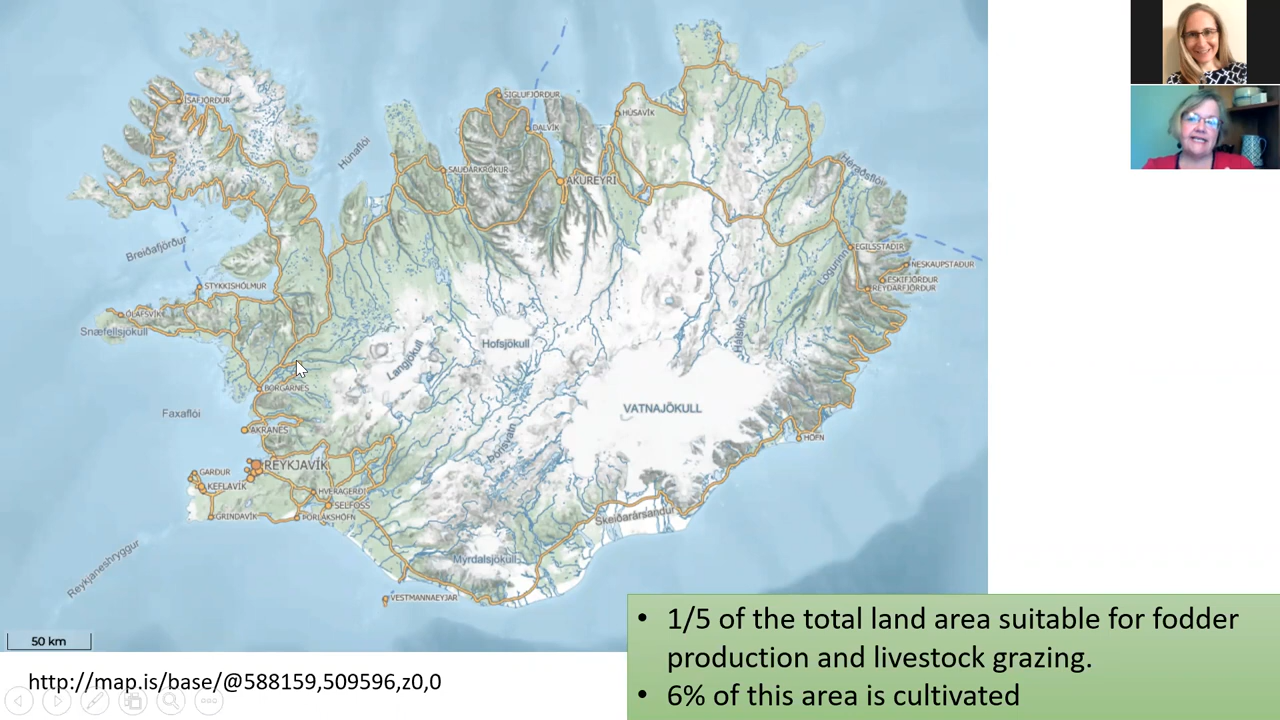 ÍSAFJÖRÐUR
SIGLUFJÖRÐUR
DALVÍK
HÚSAVÍK
Húnaflói
SAUÐÁRKRÓKUR
AKUREYRI
Héraðsflói
Breiðafjörður
EGILSSTAÐIR
NESKAUPSTAÐUR
ESKIFJÖRÐUR
REYÐARFJÖRÐUR
Lögurinn
STYKKISHÓLMUR
ÓLAFSVÍK
Snæfellsjökull
Hálslón
Langjökull
Hofsjökull
BORGARNES
VATNAJÖKULL
Faxaflói
AKRANES
HÖFN
Þórisvatn
REYKJAVÍK
GARÐUR
KEFLAVÍK
HVERAGERÐI
SELFOSS
GRINDAVÍK
ÞORLÁKSHÖFN
Skeiðarársandur
Reykjaneshryggur
Mýrdalsjökull
VESTMANNAEYJAR
50 km
http://map.is/base/@588159,509596,z0,0
• 1/5 of the total land area suitable for fodder
production and livestock grazing.
• 6% of this area is cultivated